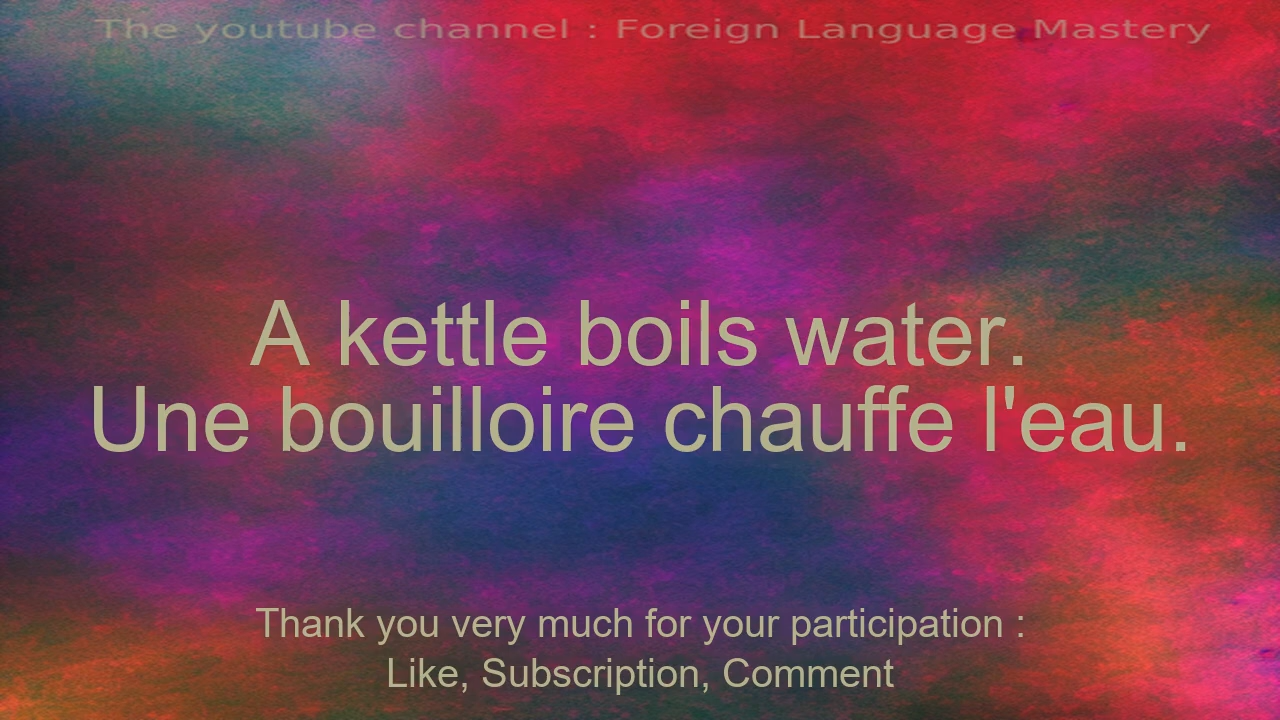 The youtube channel : Foreign Language Mastery
A kettle boils water.
Une bouilloire chauffe l'eau.
Thank you very much for your participation :
Like, Subscription, Comment